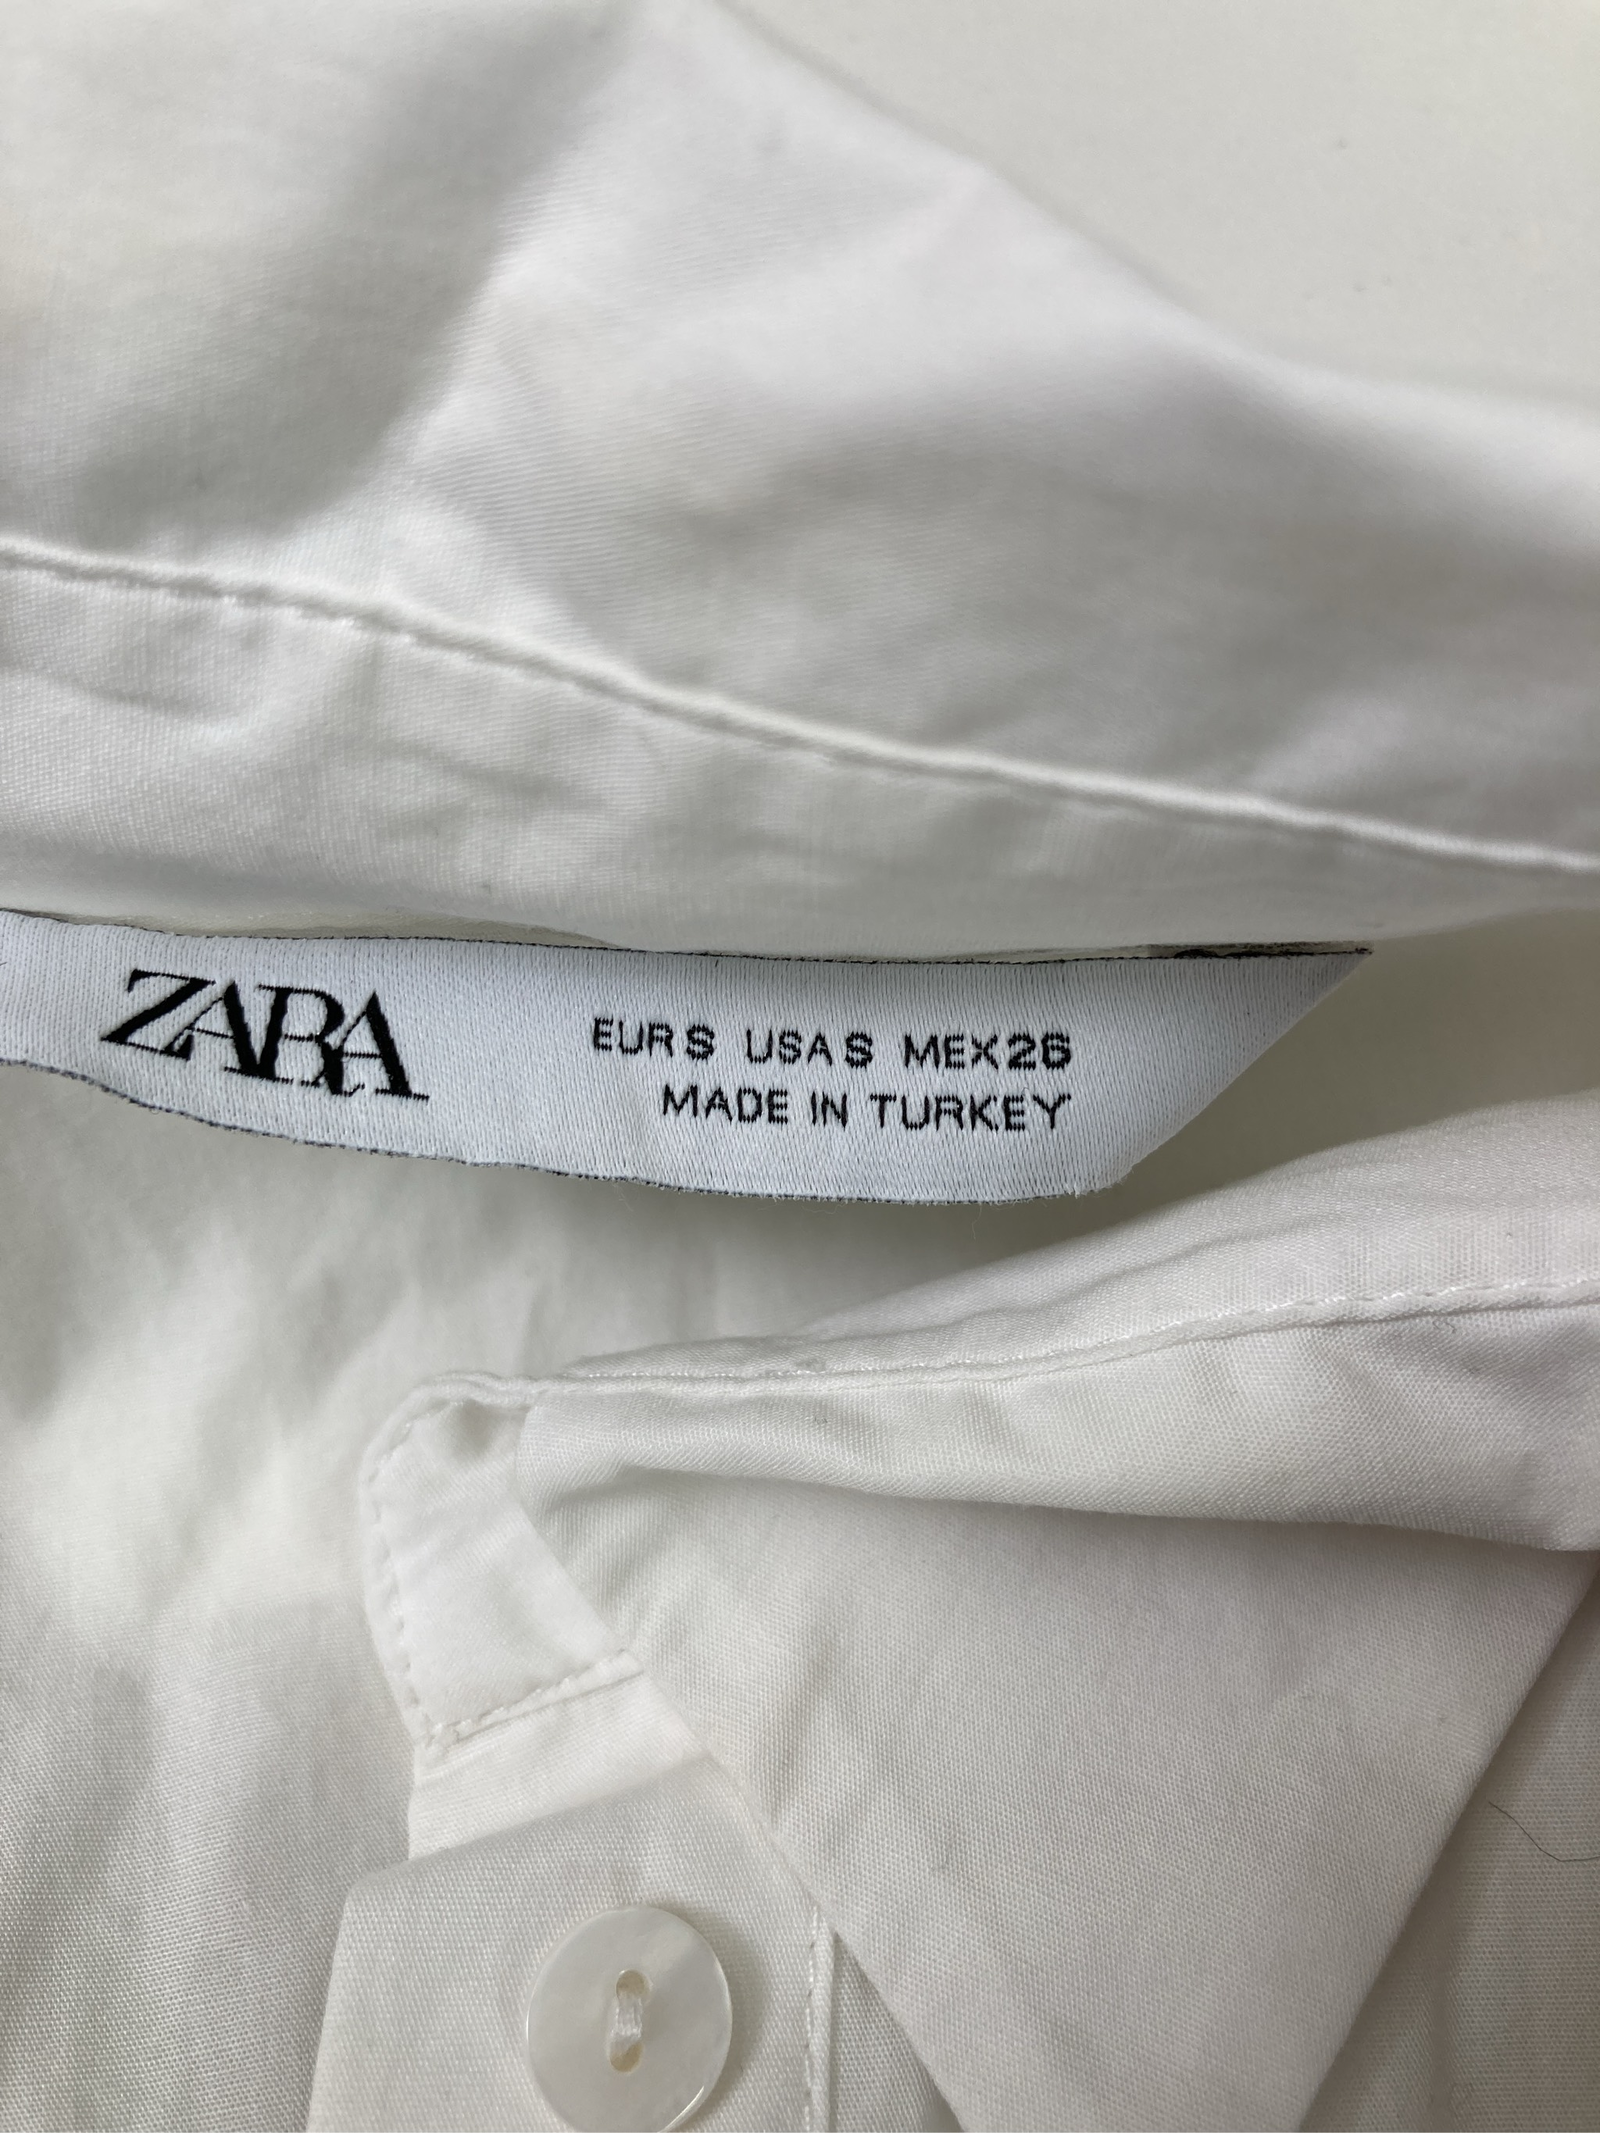 ZARA
EUR S USA S MEX 26
MADE IN TURKEY